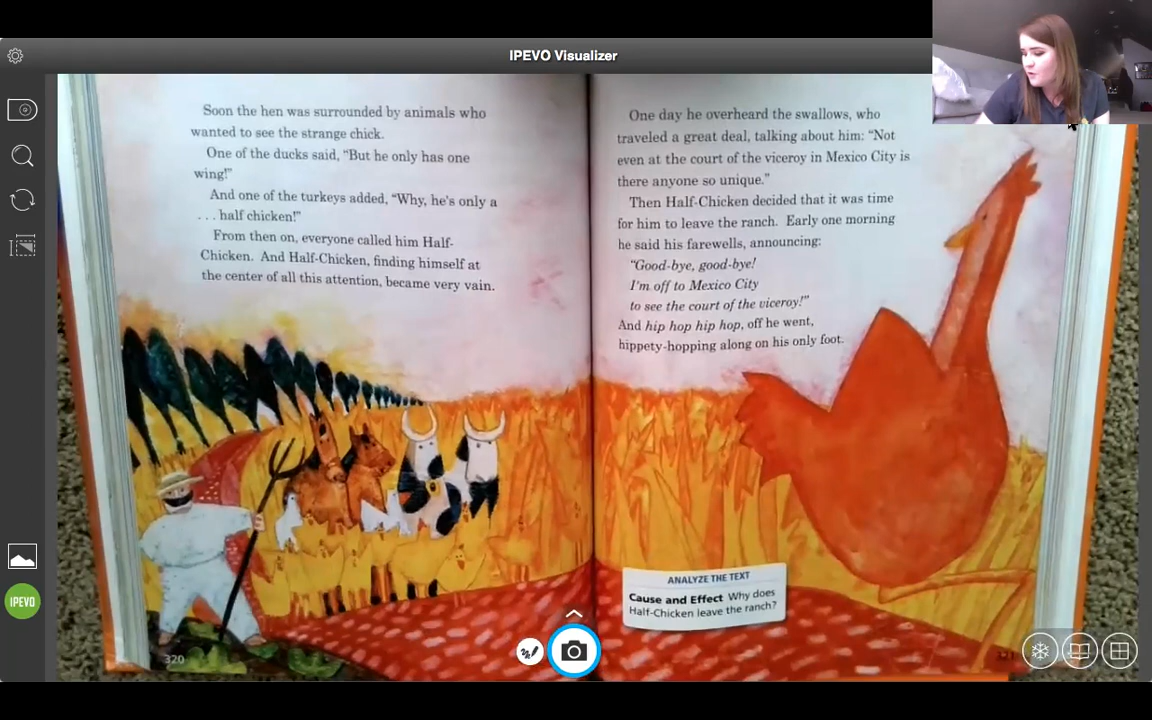 IPEVO Visualizer
Soon the hen was surrounded by animals who
wanted to see the strange chick.
One of the ducks said, “But he only has one
wing!”
And one of the turkeys added, “Why, he's only a
. . . half chicken!”
From then on, everyone called him Half-
Chicken. And Half-Chicken, finding himself at
the center of all this attention, became very vain.
320
One day he overheard the swallows, who
traveled a great deal, talking about him: “Not
even at the court of the viceroy in Mexico City is
there anyone so unique.”
Then Half-Chicken decided that it was time
for him to leave the ranch. Early one morning
he said his farewells, announcing:
“Good-bye, good-bye!
I'm off to Mexico City
to see the court of the viceroy!”
And hip hop hip hop, off he went,
hippety-hopping along on his only foot.
ANALYZE THE TEXT
Cause and Effect Why does
Half-Chicken leave the ranch?
IPEVO